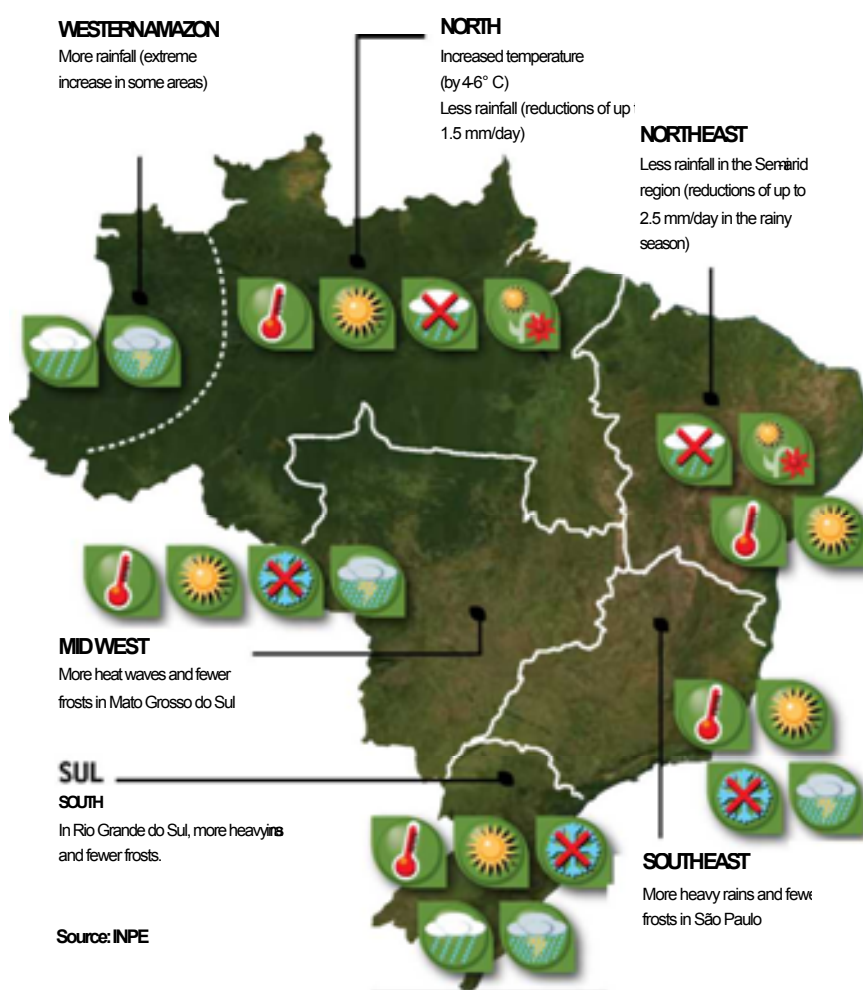 WESTERN AMAZON
More rainfall (extreme
increase in some areas)
NORTH
Increased temperature
(by 4-6° C)
Less rainfall (reductions of up
1.5 mm/day)
NORTHEAST
Less rainfall in the Semiarid
region (reductions of up to
2.5 mm/day in the rainy
season)
MID WEST
More heat waves and fewer
frosts in Mato Grosso do Sul
SUL
SOUTH
In Rio Grande do Sul, more heavy
and fewer frosts.
SOUTHEAST
More heavy rains and fewe
frosts in São Paulo
Source: INPE